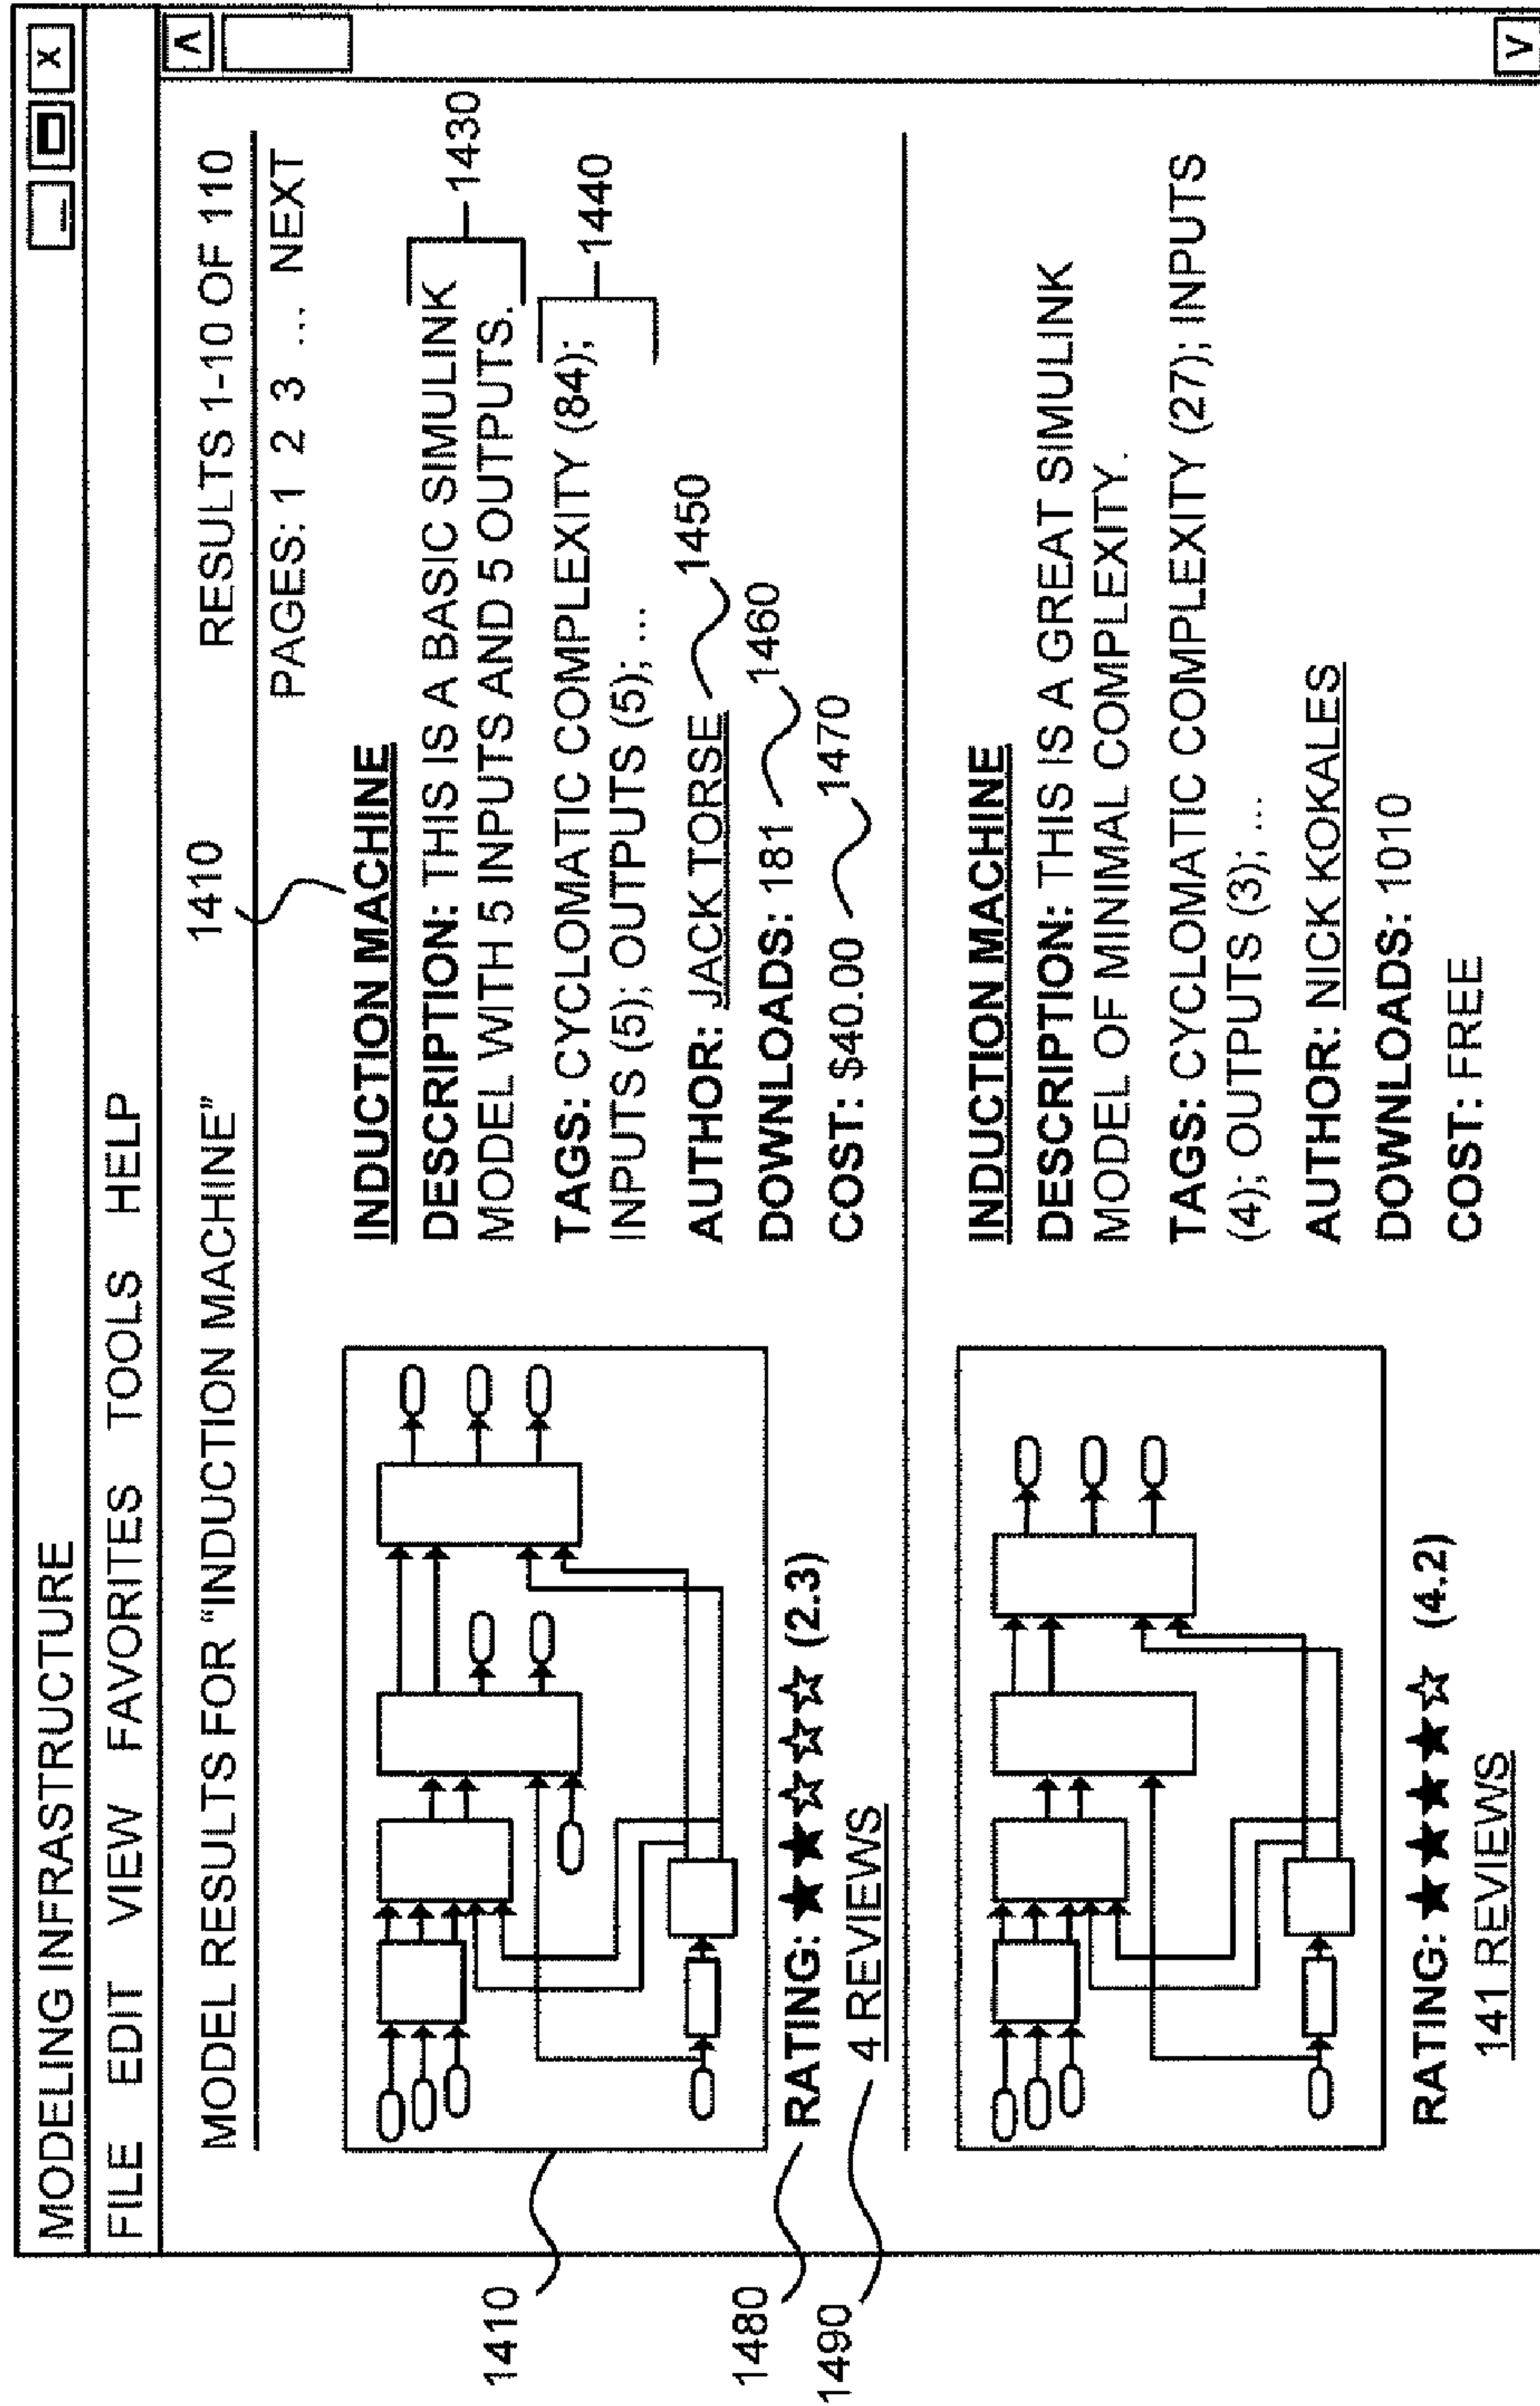 MODELING INFRASTRUCTURE
_ X
FILE EDIT VIEW FAVORITES TOOLS HELP
MODEL RESULTS FOR “INDUCTION MACHINE” 1410 RESULTS 1-10 OF 110
PAGES: 1 2 3 ... NEXT
INDUCTION MACHINE
DESCRIPTION: THIS IS A BASIC SIMULINK
MODEL WITH 5 INPUTS AND 5 OUTPUTS.
1430
TAGS: CYCLOMATIC COMPLEXITY (84);
INPUTS (5); OUTPUTS (5); ...
1440
AUTHOR: JACK TORSE 1450
DOWNLOADS: 181 1460
COST: $40.00 1470
1410
1480 RATING: ★★☆☆☆ (2.3)
1490 4 REVIEWS
INDUCTION MACHINE
DESCRIPTION: THIS IS A GREAT SIMULINK
MODEL OF MINIMAL COMPLEXITY.
TAGS: CYCLOMATIC COMPLEXITY (27); INPUTS
(4); OUTPUTS (3); ...
AUTHOR: NICK KOKALES
DOWNLOADS: 1010
COST: FREE
RATING: ★★★★☆ (4.2)
141 REVIEWS